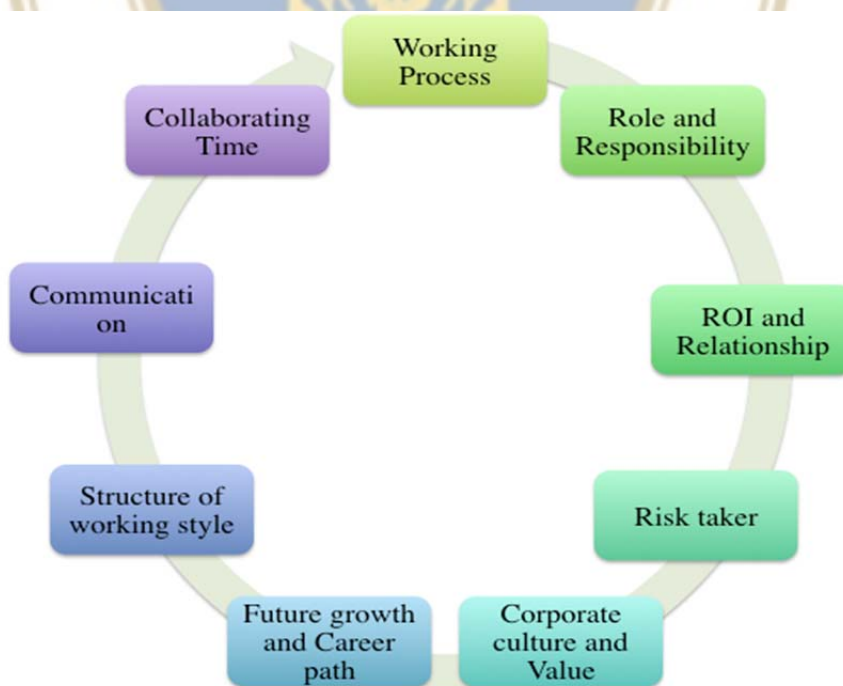 Working
Process
Role and
Responsibility
ROI and
Relationship
Risk taker
Corporate
culture and
Value
Future growth
and Career
path
Structure of
working style
Communicati
on
Collaborating
Time